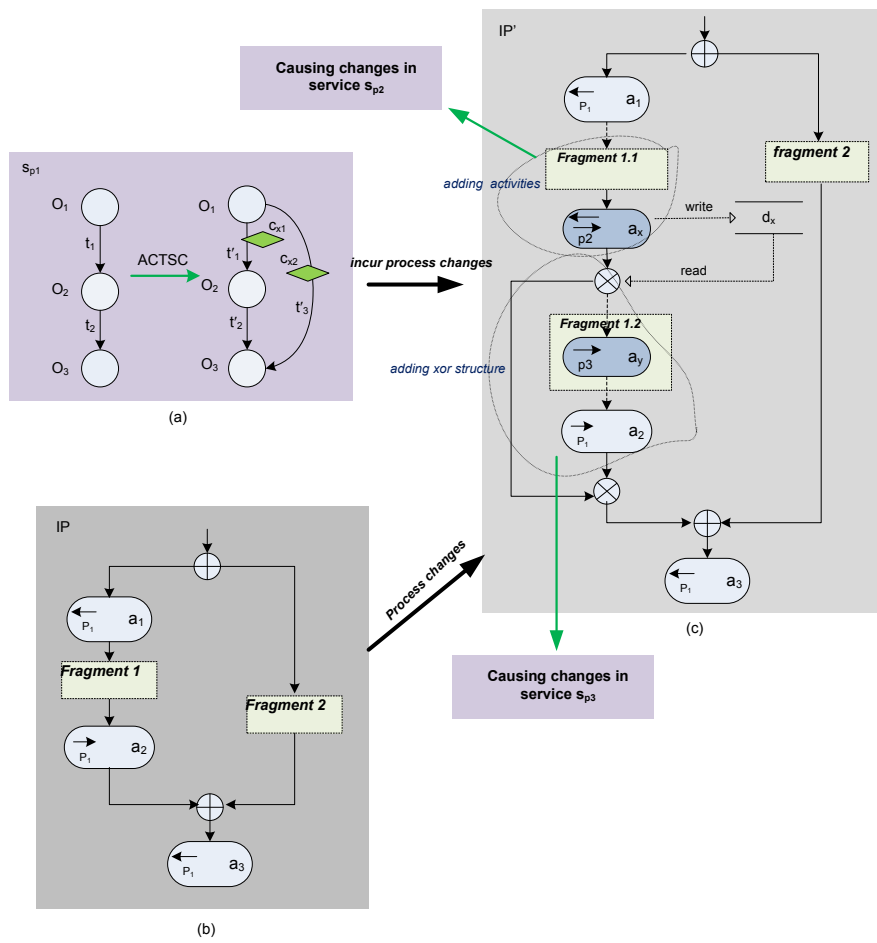 IP’
Causing changes in
service sp2
P1 a1
Fragment 1.1
fragment 2
adding activities
write
p2 ax
dx
read
sp1
O1
O1
cx1
t1
t'1
cx2
ACTSC
O2
O2
t2
t'2
t'3
O3
O3
(a)
incur process changes
Fragment 1.2
p3 ay
adding xor structure
P1 a2
P1 a3
(c)
IP
Process changes
P1 a1
Fragment 1
Fragment 2
P1 a2
P1 a3
(b)
Causing changes in
service sp3